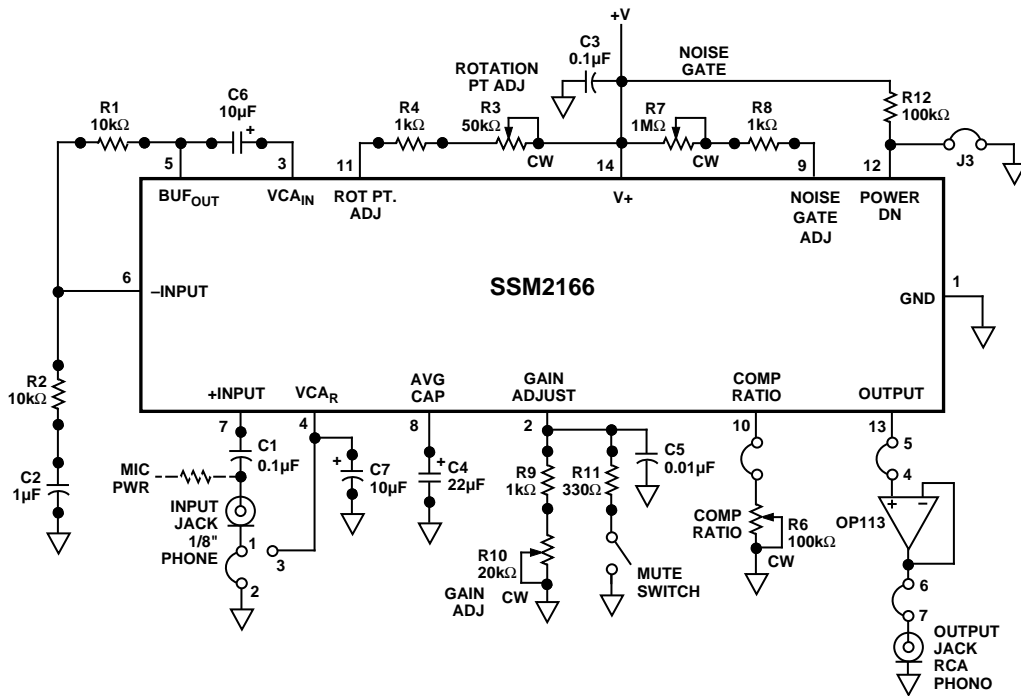 +V
C3
0.1µF
NOISE
GATE
ROTATION
PT ADJ
R1
10kΩ
C6
10µF
+
R4
1kΩ
R3
50kΩ
R7
1MΩ
R8
1kΩ
R12
100kΩ
CW
CW
J3
5
3
11
14
9
12
BUFOUT
VCAIN
ROT PT.
ADJ
V+
NOISE
GATE
ADJ
POWER
DN
6
–INPUT
SSM2166
1
GND
R2
10kΩ
C2
1µF
+INPUT
VCAR
AVG
CAP
GAIN
ADJUST
COMP
RATIO
OUTPUT
7
4
8
2
10
13
C1
0.1µF
MIC
PWR
INPUT
JACK
1/8"
PHONE
1
2
3
+
C7
10µF
+
C4
22µF
R9
1kΩ
R11
330Ω
C5
0.01µF
R10
20kΩ
GAIN
ADJ
CW
MUTE
SWITCH
COMP
RATIO
R6
100kΩ
CW
5
4
+
–
OP113
6
7
OUTPUT
JACK
RCA
PHONO